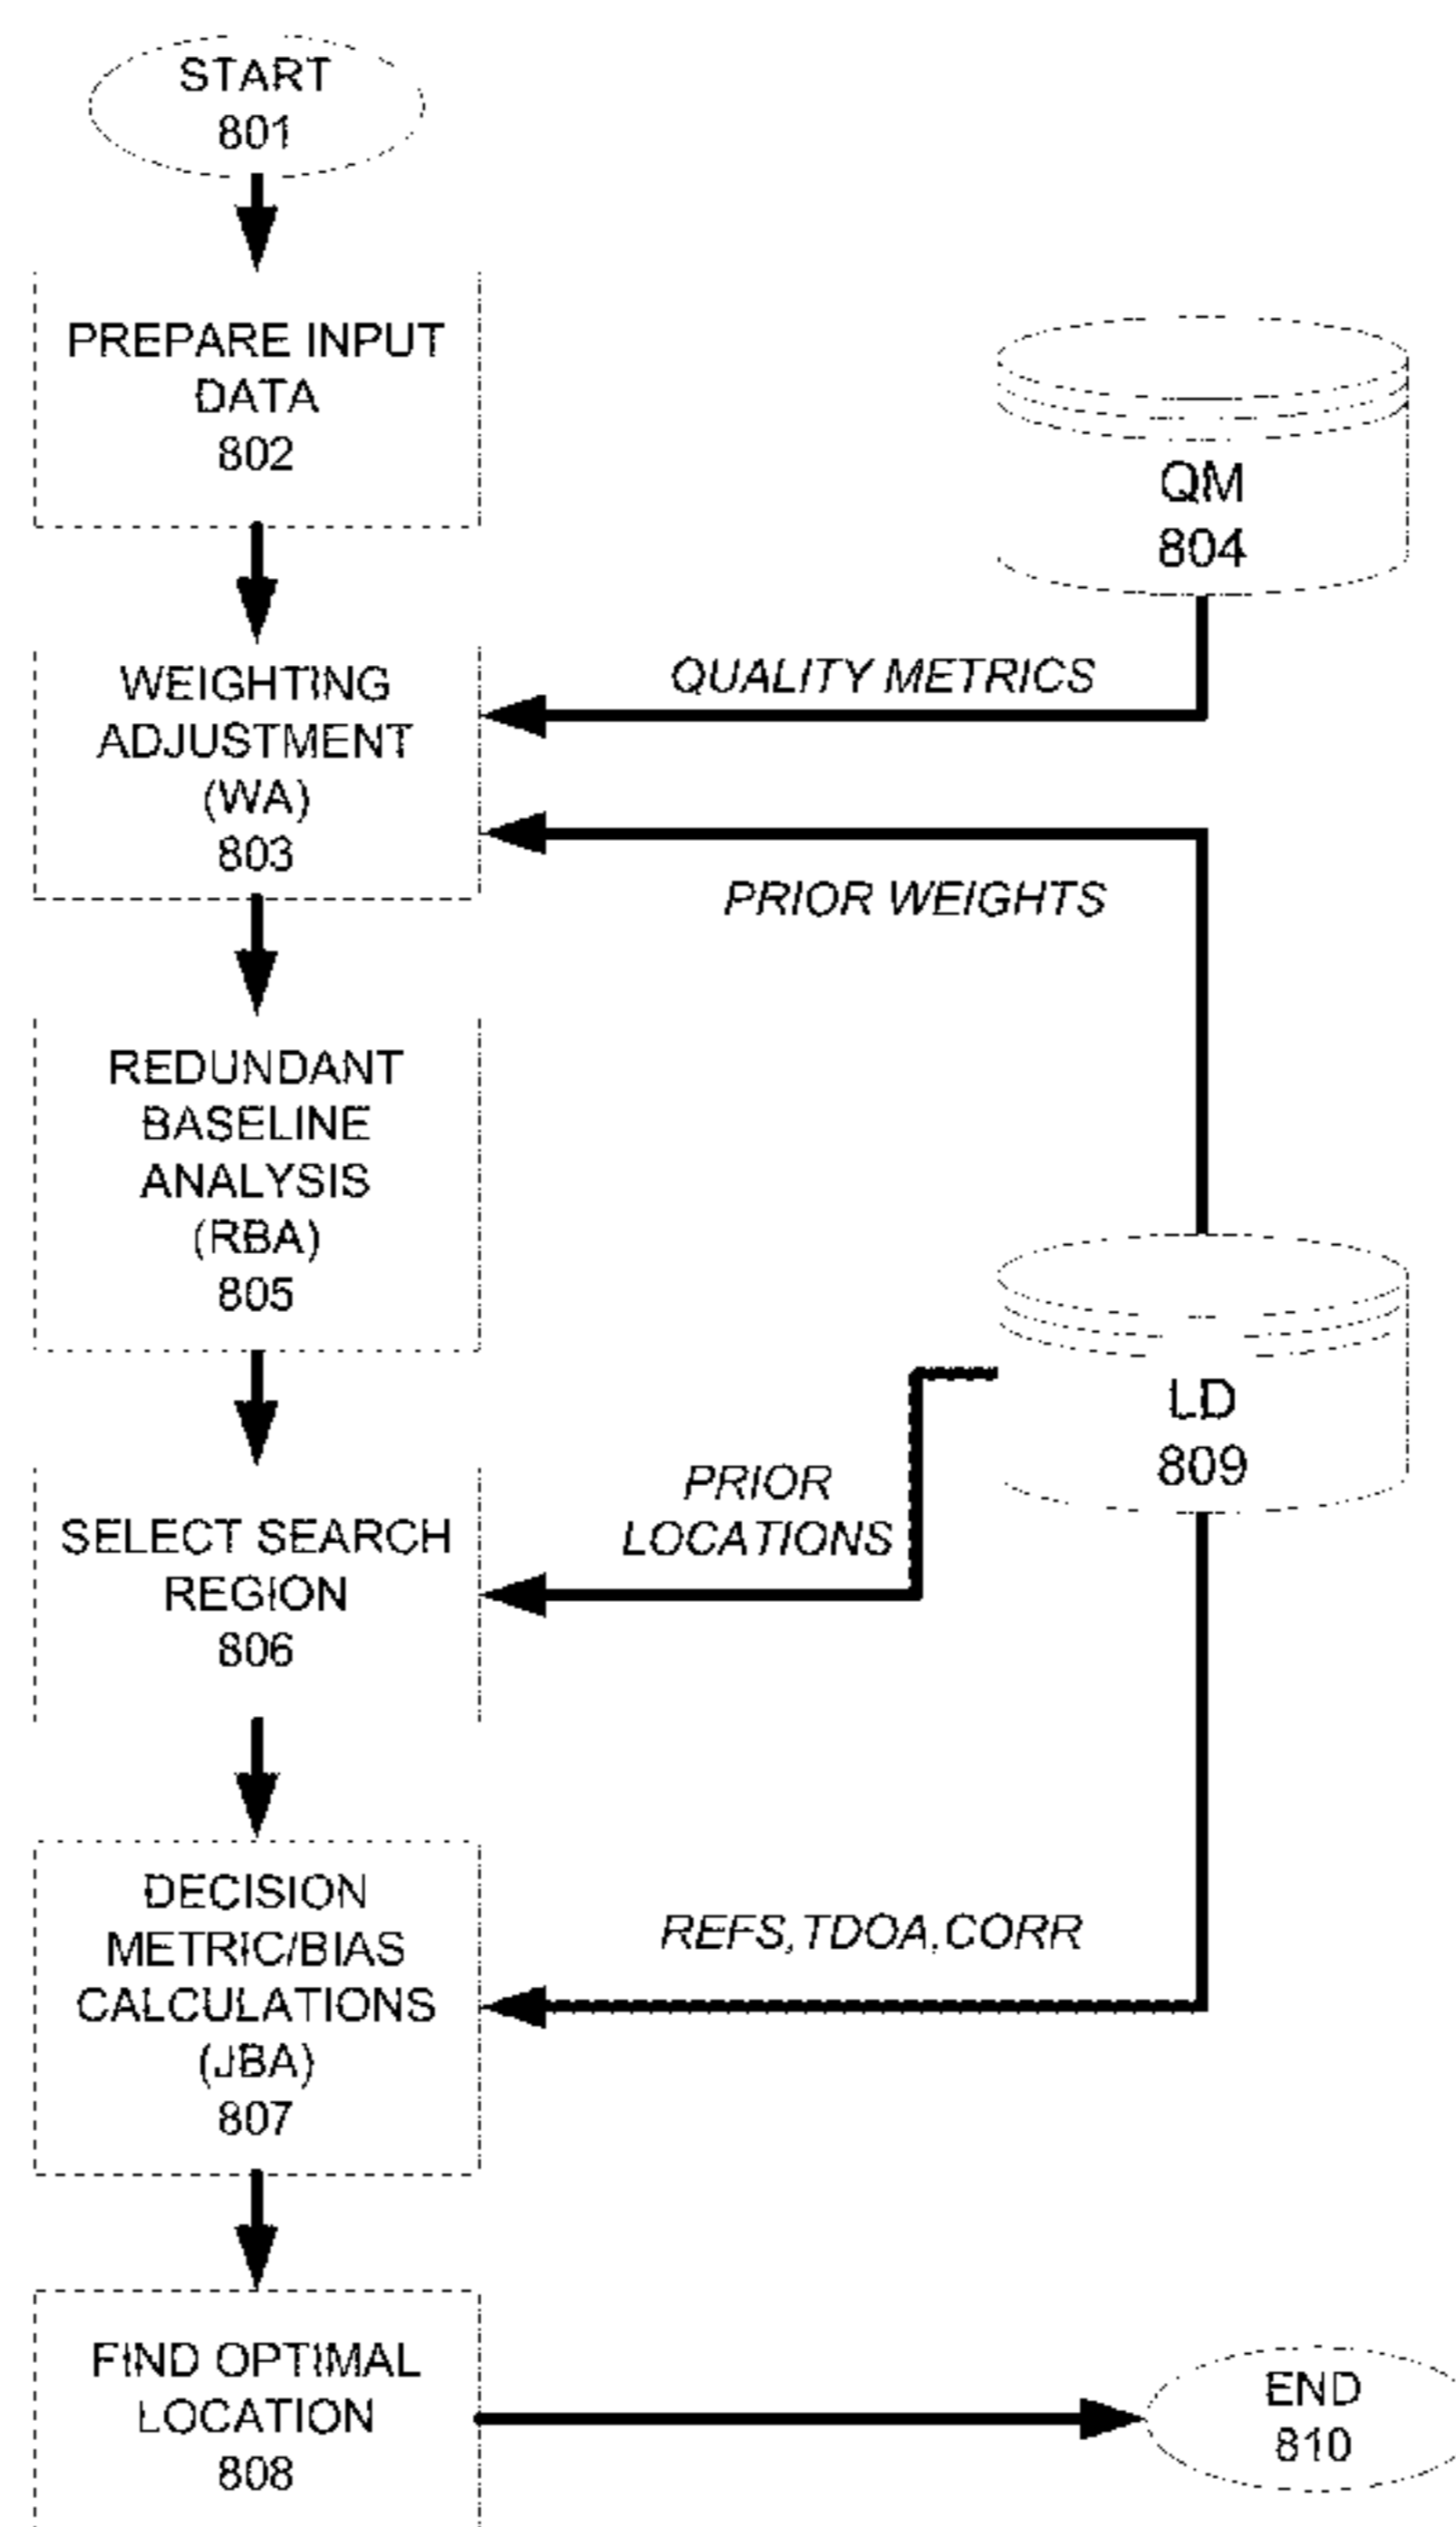 START
801
PREPARE INPUT
DATA
802
QM
804
WEIGHTING
ADJUSTMENT
(WA)
803
QUALITY METRICS
PRIOR WEIGHTS
REDUNDANT
BASELINE
ANALYSIS
(RBA)
805
LD
809
PRIOR
LOCATIONS
SELECT SEARCH
REGION
806
DECISION
METRIC/BIAS
CALCULATIONS
(JBA)
807
REFS,TDOA,CORR
FIND OPTIMAL
LOCATION
808
END
810